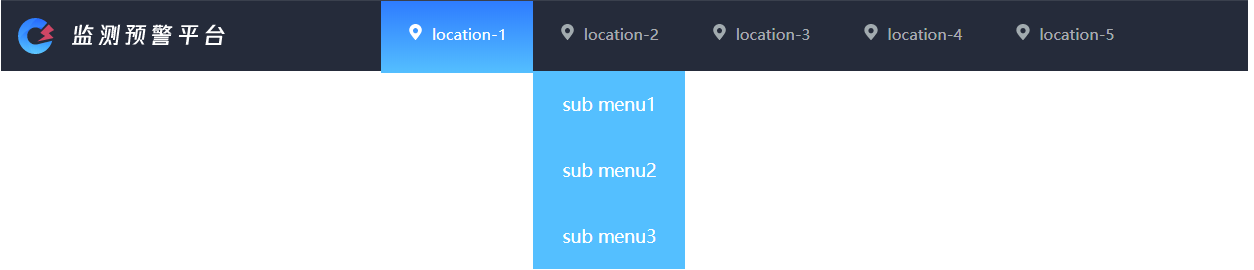 监测预警平台
location-1
location-2
location-3
location-4
location-5
sub menu1
sub menu2
sub menu3